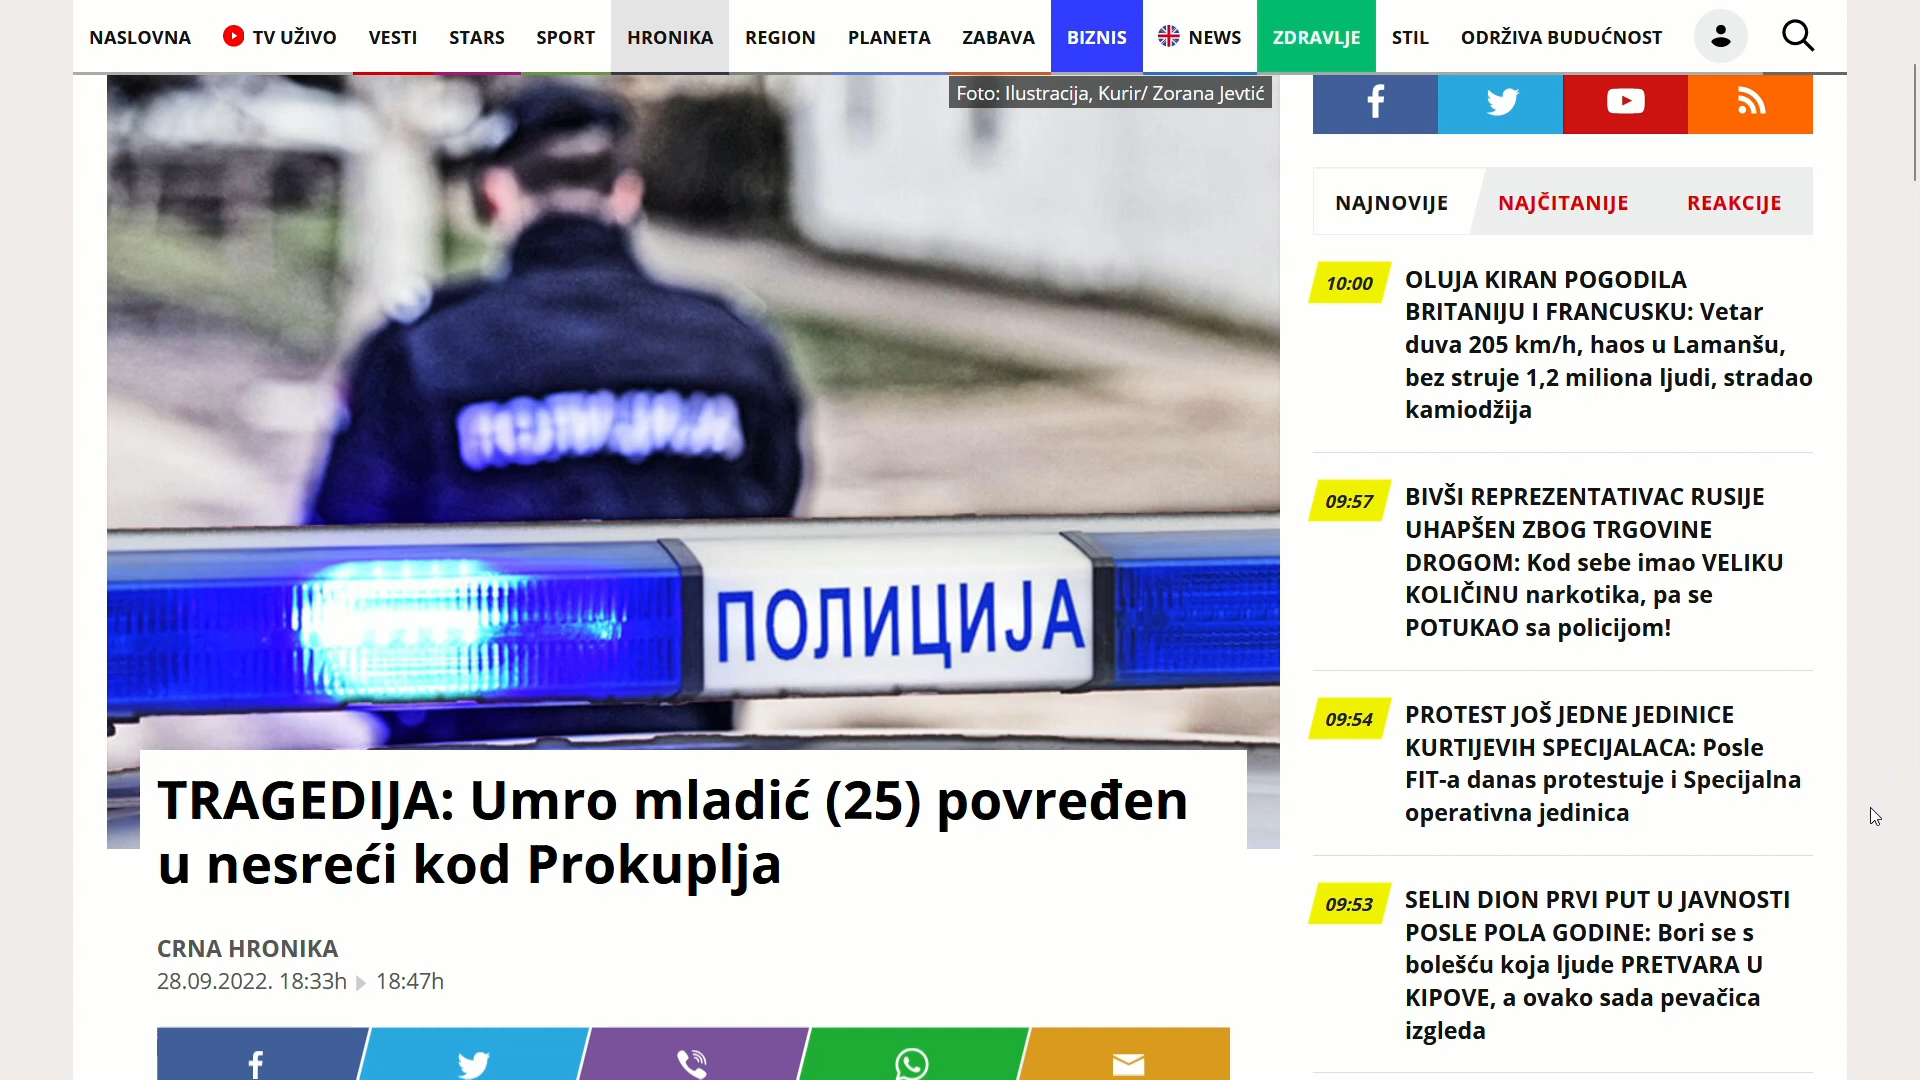 NASLOVNA TV UŽIVO VESTI STARS SPORT HRONIKA REGION PLANETA ZABAVA BIZNIS NEWS ZDRAVLJE STIL ODRŽIVA BUDUĆNOST
Foto: Ilustracija, Kurir/ Zorana Jevtić
ПОЛИЦИЈА
TRAGEDIJA: Umro mladić (25) povređen
u nesreći kod Prokuplja
CRNA HRONIKA
28.09.2022. 18:33h 18:47h
NAJNOVIJE NAJČITANIJE REAKCIJE
10:00 OLUJA KIRAN POGODILA
BRITANIJU I FRANCUSKU: Vetar
duva 205 km/h, haos u Lamanšu,
bez struje 1,2 miliona ljudi, stradao
kamiodžija
09:57 BIVŠI REPREZENTATIVAC RUSIJE
UHAPŠEN ZBOG TRGOVINE
DROGOM: Kod sebe imao VELIKU
KOLIČINU narkotika, pa se
POTUKAO sa policijom!
09:54 PROTEST JOŠ JEDNE JEDINICE
KURTIJEVIH SPECIJALACA: Posle
FIT-a danas protestuje i Specijalna
operativna jedinica
09:53 SELIN DION PRVI PUT U JAVNOSTI
POSLE POLA GODINE: Bori se s
bolešću koja ljude PRETVARA U
KIPOVE, a ovako sada pevačica
izgleda